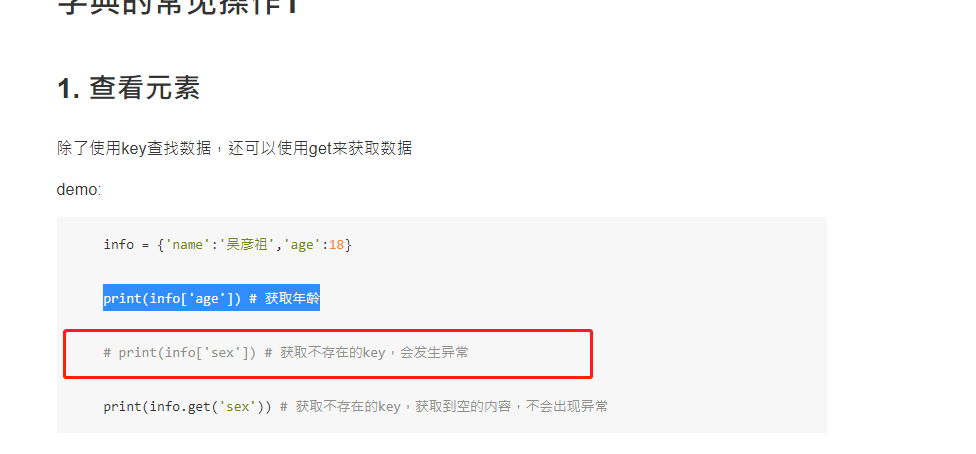 字典的常见操作1
1. 查看元素
除了使用key查找数据，还可以使用get来获取数据
demo:
info = {'name':'吴彦祖','age':18}
print(info['age']) # 获取年龄
# print(info['sex']) # 获取不存在的key，会发生异常
print(info.get('sex')) # 获取不存在的key，获取到空的内容，不会出现异常